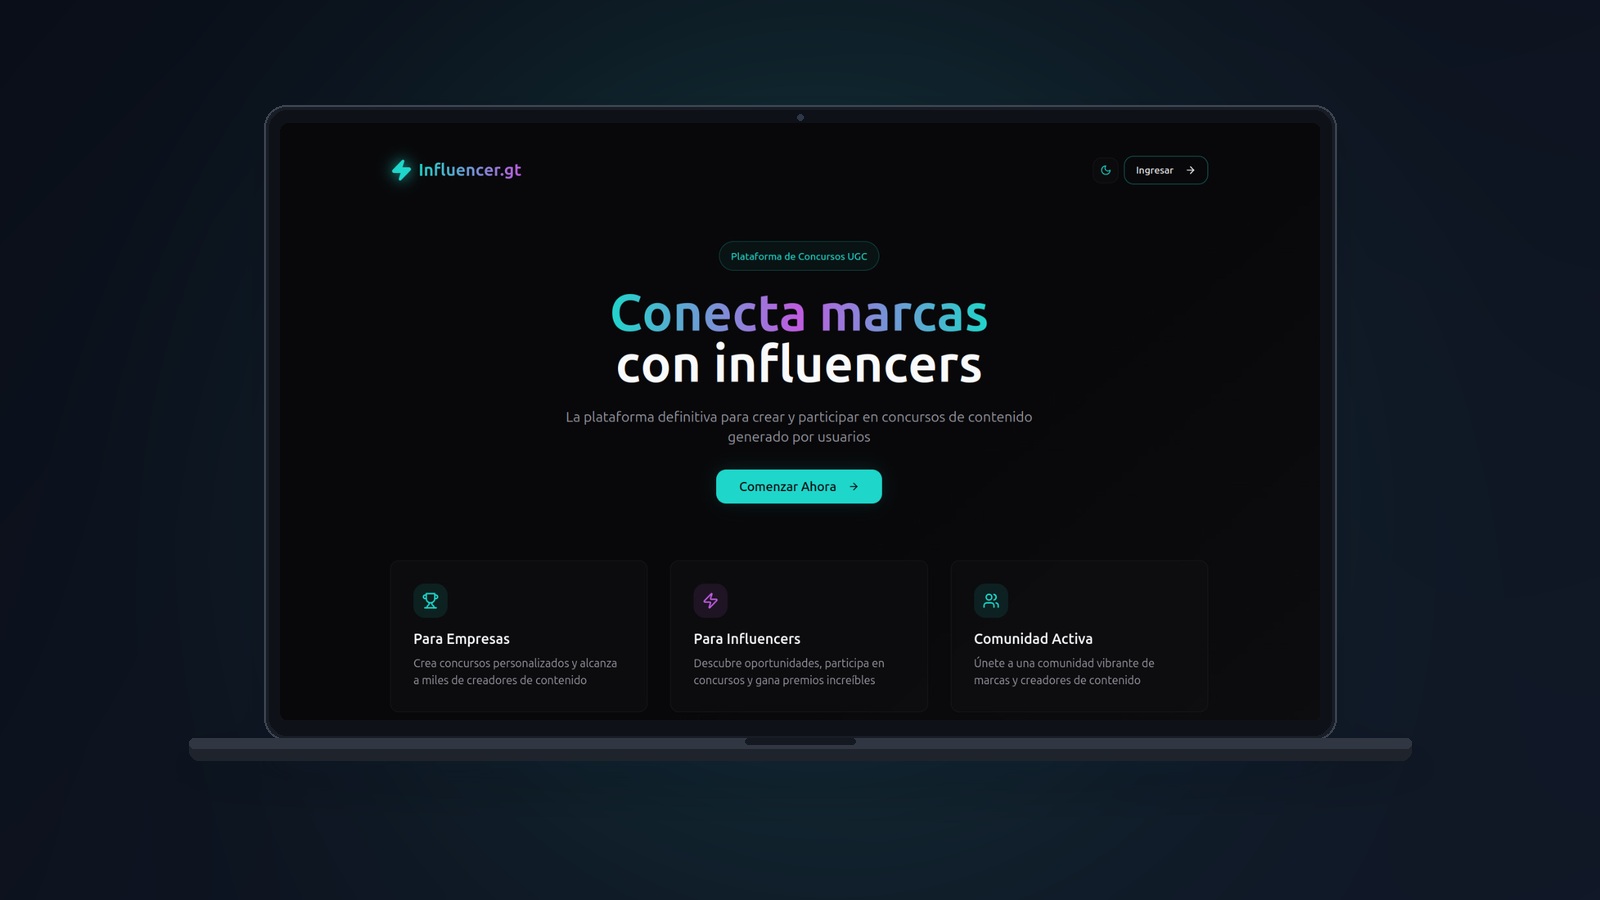 Influencer.gt
Ingresar
Plataforma de Concursos UGC
Conecta marcas
con influencers
La plataforma definitiva para crear y participar en concursos de contenido
generado por usuarios
Comenzar Ahora
Para Empresas
Crea concursos personalizados y alcanza
a miles de creadores de contenido
Para Influencers
Descubre oportunidades, participa en
concursos y gana premios increíbles
Comunidad Activa
Únete a una comunidad vibrante de
marcas y creadores de contenido